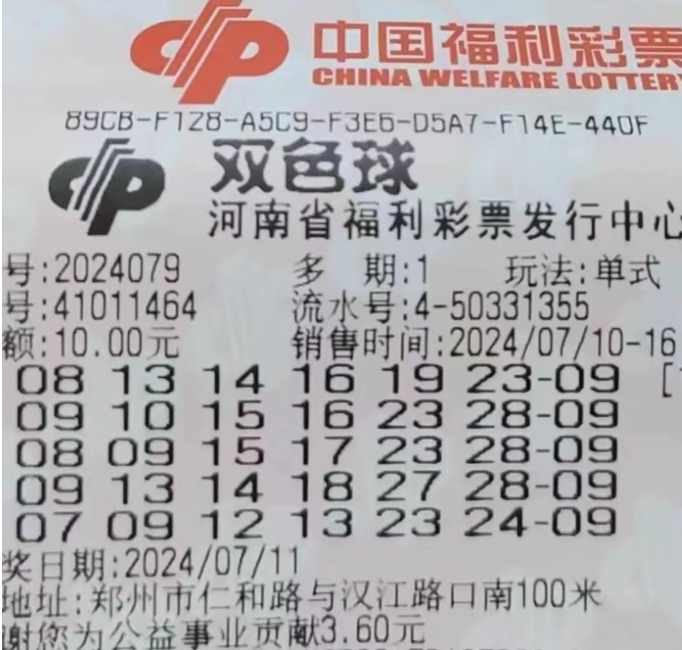 中国福利彩票
CHINA WELFARE LOTTERY
89CB-F128-A5C9-F3E6-D5A7-F14E-440F
双色球
河南省福利彩票发行中心
号:2024079 多 期:1 玩法:单式
号:41011464 流水号:4-50331355
额:10.00元 销售时间:2024/07/10-16
08 13 14 16 19 23-09 [
09 10 15 16 23 28-09
08 09 15 17 23 28-09
09 13 14 18 27 28-09
07 09 12 13 23 24-09
奖日期:2024/07/11
地址:郑州市仁和路与汉江路口南100米
谢您为公益事业贡献3.60元